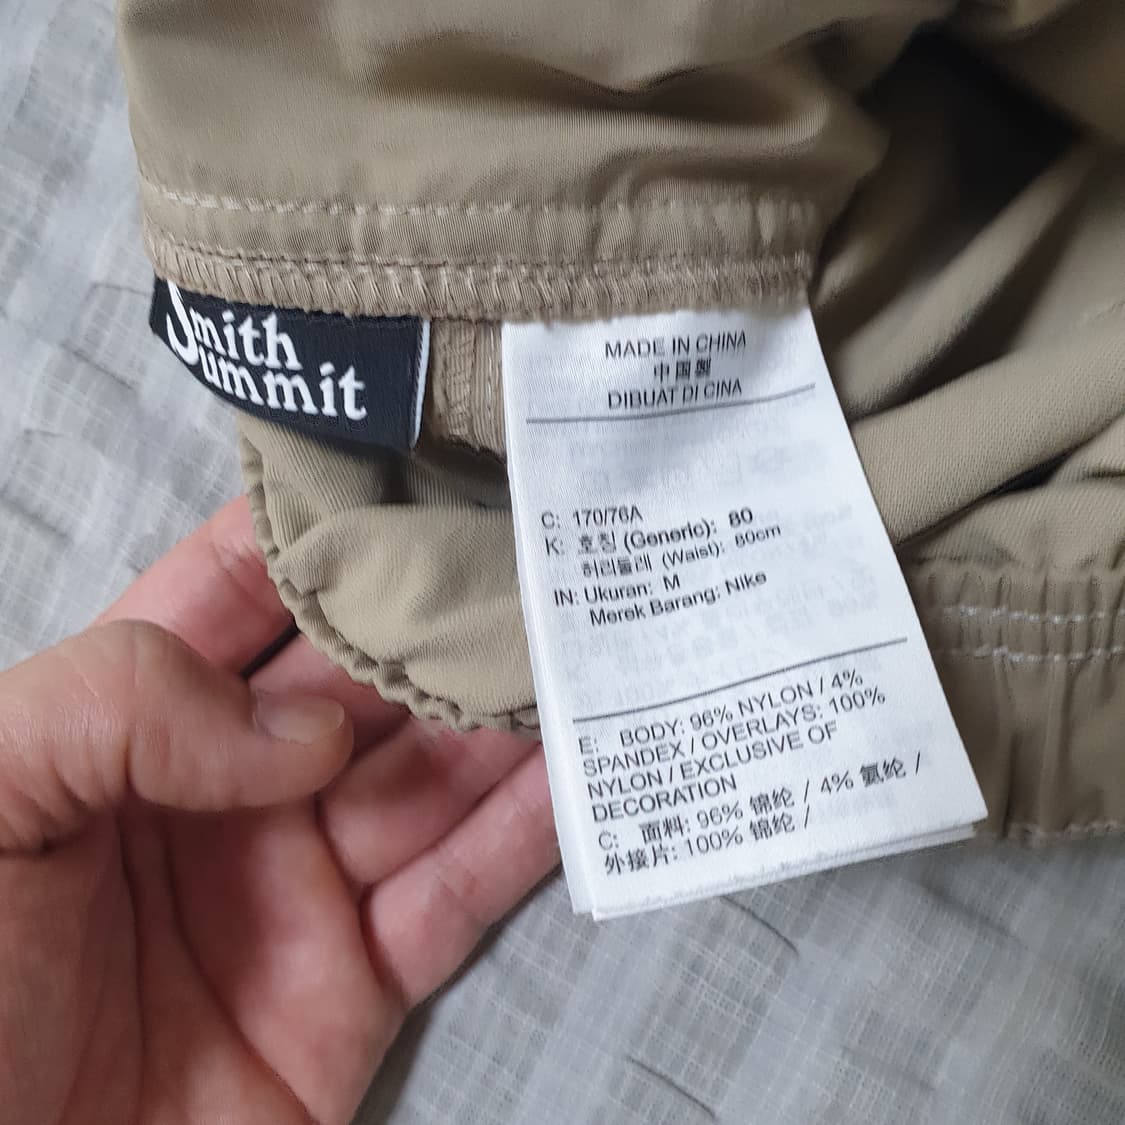 Smith
Summit
MADE IN CHINA
中国製
DIBUAT DI CINA
C: 170/76A
K: 호칭 (Generic): 80
허리둘레 (Waist): 80cm
IN: Ukuran: M
Merek Barang: Nike
E: BODY: 96% NYLON / 4%
SPANDEX / OVERLAYS: 100%
NYLON / EXCLUSIVE OF
DECORATION
C: 面料: 96% 锦纶 / 4% 氨纶 /
外接片: 100% 锦纶 /